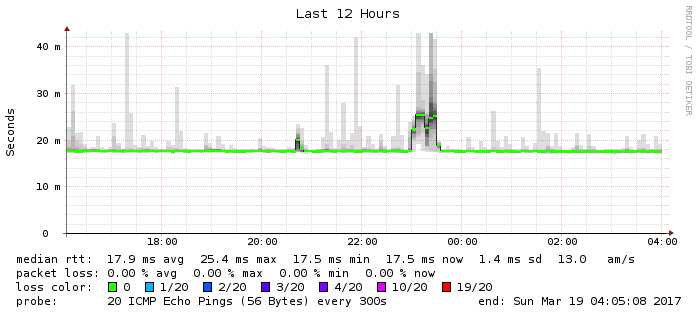 Last 12 Hours
RRDTOOL / TOBI OETIKER
Seconds
40 m
30 m
20 m
10 m
0
18:00 20:00 22:00 00:00 02:00 04:00
median rtt: 17.9 ms avg 25.4 ms max 17.5 ms min 17.5 ms now 1.4 ms sd 13.0 am/s
packet loss: 0.00 % avg 0.00 % max 0.00 % min 0.00 % now
loss color: 0 1/20 2/20 3/20 4/20 10/20 19/20
probe: 20 ICMP Echo Pings (56 Bytes) every 300s end: Sun Mar 19 04:05:08 2017